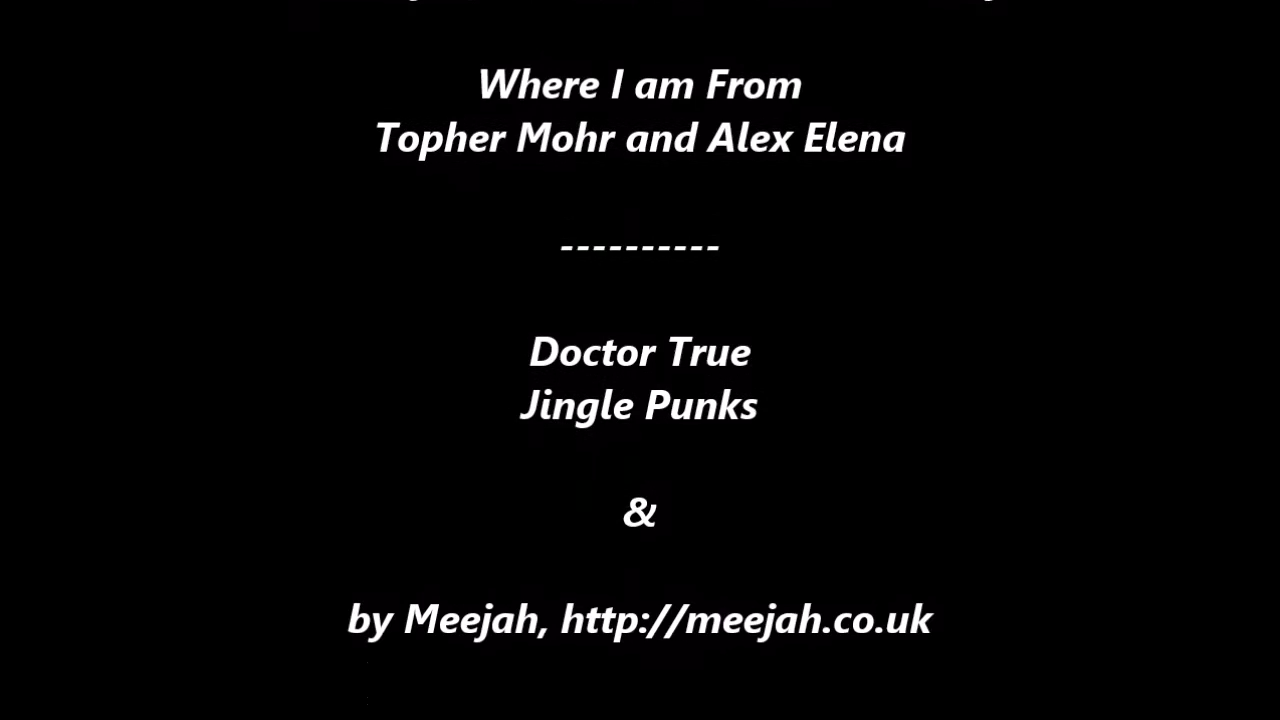 Where I am From
Topher Mohr and Alex Elena
----------
Doctor True
Jingle Punks
&
by Meejah, http://meejah.co.uk